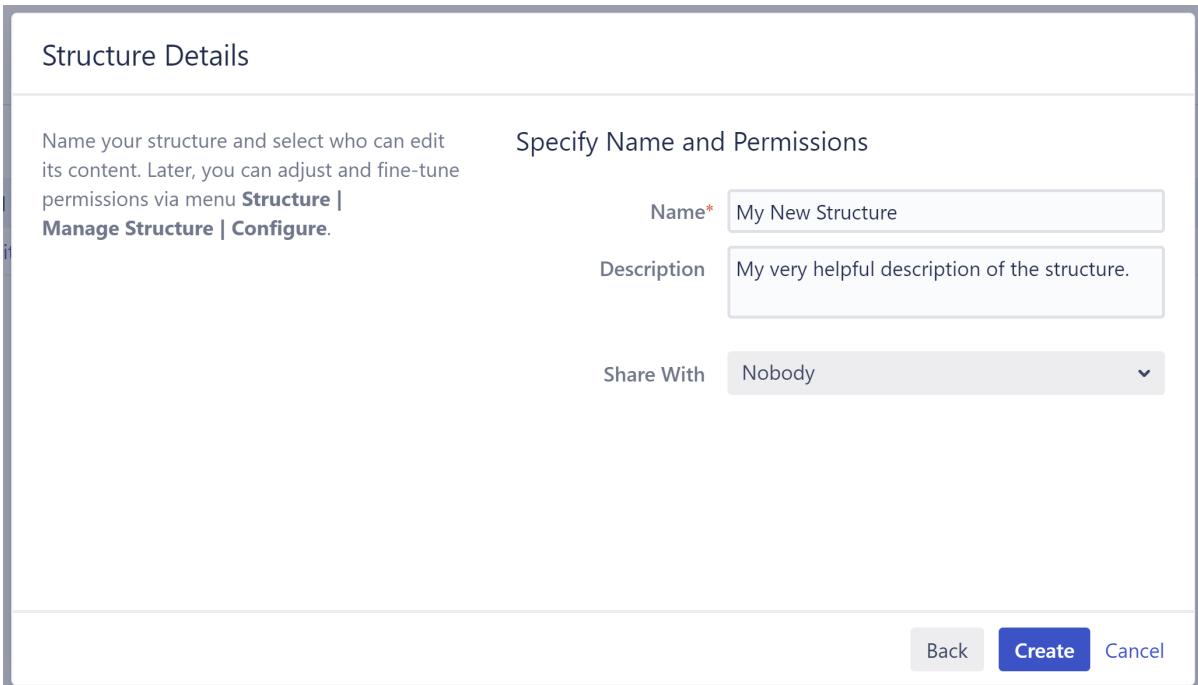 Structure Details
Name your structure and select who can edit
its content. Later, you can adjust and fine-tune
permissions via menu Structure |
Manage Structure | Configure.
Specify Name and Permissions
Name* My New Structure
Description My very helpful description of the structure.
Share With Nobody
Back Create Cancel